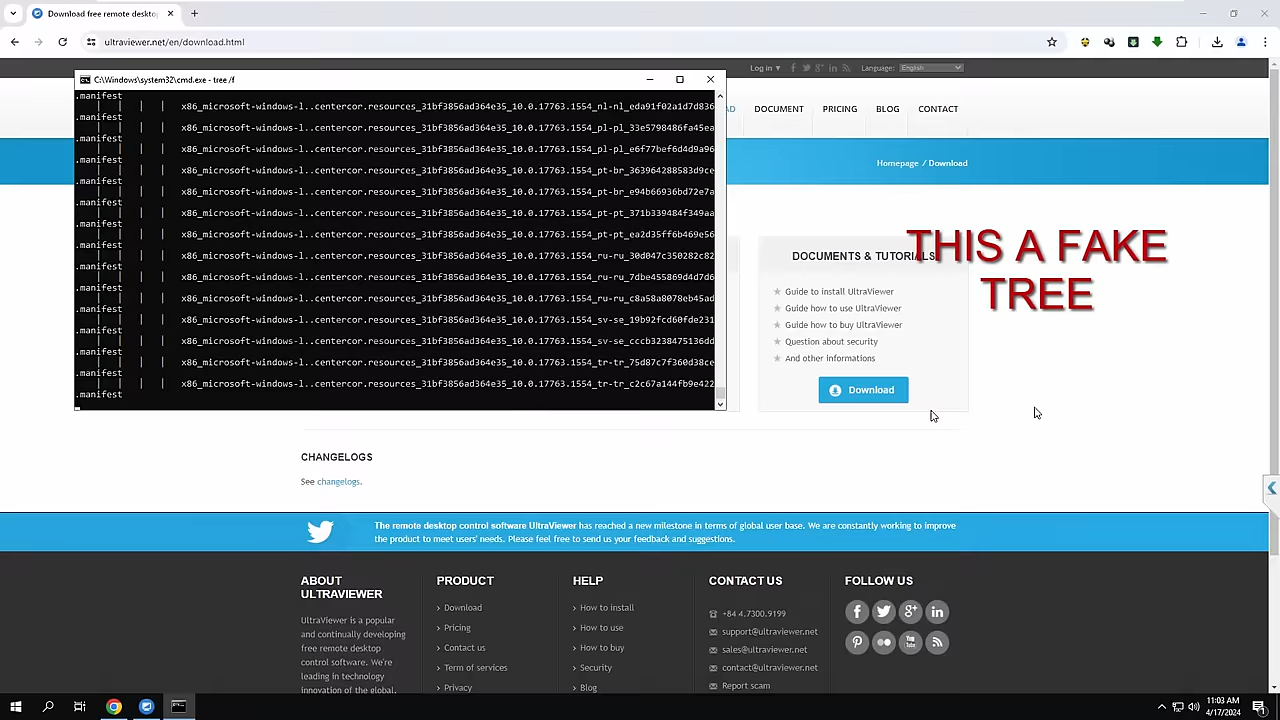 Download free remote desktop
ultraviewer.net/en/download.html
Log in ▼
Language: English
C:\Windows\system32\cmd.exe - tree /f
DOCUMENT PRICING BLOG CONTACT
Homepage / Download
.manifest
x86_microsoft-windows-l..centercor.resources_31bf3856ad364e35_10.0.17763.1554_nl-nl_eda91f02a1d7d836
.manifest
x86_microsoft-windows-l..centercor.resources_31bf3856ad364e35_10.0.17763.1554_pl-pl_33e5798486fa45ea
.manifest
x86_microsoft-windows-l..centercor.resources_31bf3856ad364e35_10.0.17763.1554_pl-pl_e6f77bef6d4d9a96
.manifest
x86_microsoft-windows-l..centercor.resources_31bf3856ad364e35_10.0.17763.1554_pt-br_363964288583d9ce
.manifest
x86_microsoft-windows-l..centercor.resources_31bf3856ad364e35_10.0.17763.1554_pt-br_e94b66936bd72e7a
.manifest
x86_microsoft-windows-l..centercor.resources_31bf3856ad364e35_10.0.17763.1554_pt-pt_371b339484f349aa
.manifest
x86_microsoft-windows-l..centercor.resources_31bf3856ad364e35_10.0.17763.1554_pt-pt_ea2d35ff6b469e56
.manifest
x86_microsoft-windows-l..centercor.resources_31bf3856ad364e35_10.0.17763.1554_ru-ru_30d047c350282c82
.manifest
x86_microsoft-windows-l..centercor.resources_31bf3856ad364e35_10.0.17763.1554_ru-ru_7dbe455869d4d7d6
.manifest
x86_microsoft-windows-l..centercor.resources_31bf3856ad364e35_10.0.17763.1554_ru-ru_c8a58a8078eb45ad
.manifest
x86_microsoft-windows-l..centercor.resources_31bf3856ad364e35_10.0.17763.1554_sv-se_19b92fcd60fde231
.manifest
x86_microsoft-windows-l..centercor.resources_31bf3856ad364e35_10.0.17763.1554_sv-se_cccb3238475136dd
.manifest
x86_microsoft-windows-l..centercor.resources_31bf3856ad364e35_10.0.17763.1554_tr-tr_75d87c7f360d38ce
.manifest
x86_microsoft-windows-l..centercor.resources_31bf3856ad364e35_10.0.17763.1554_tr-tr_c2c67a144fb9e422
.manifest
THIS A FAKE
TREE
DOCUMENTS & TUTORIALS
Guide to install UltraViewer
Guide how to use UltraViewer
Guide how to buy UltraViewer
Question about security
And other informations
Download
CHANGELOGS
See changelogs.
The remote desktop control software UltraViewer has reached a new milestone in terms of global user base. We are constantly working to improve
the product to meet users' needs. Please feel free to send us your feedback and suggestions.
ABOUT
ULTRAVIEWER
UltraViewer is a popular
and continually developing
free remote desktop
control software. We're
leading in technology
innovation of the global.
PRODUCT
Download
Pricing
Contact us
Term of services
Privacy
HELP
How to install
How to use
How to buy
Security
Blog
CONTACT US
+84 4.7300.9199
support@ultraviewer.net
sales@ultraviewer.net
contact@ultraviewer.net
Report scam
FOLLOW US
11:03 AM
4/17/2024